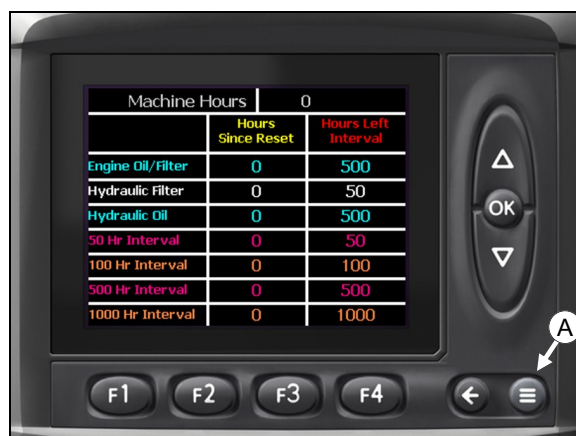 Machine Hours 0
Hours Since Reset
Hours Left Interval
Engine Oil/Filter 0 500
Hydraulic Filter 0 50
Hydraulic Oil 0 500
50 Hr Interval 0 50
100 Hr Interval 0 100
500 Hr Interval 0 500
1000 Hr Interval 0 1000
OK
A
F1 F2 F3 F4